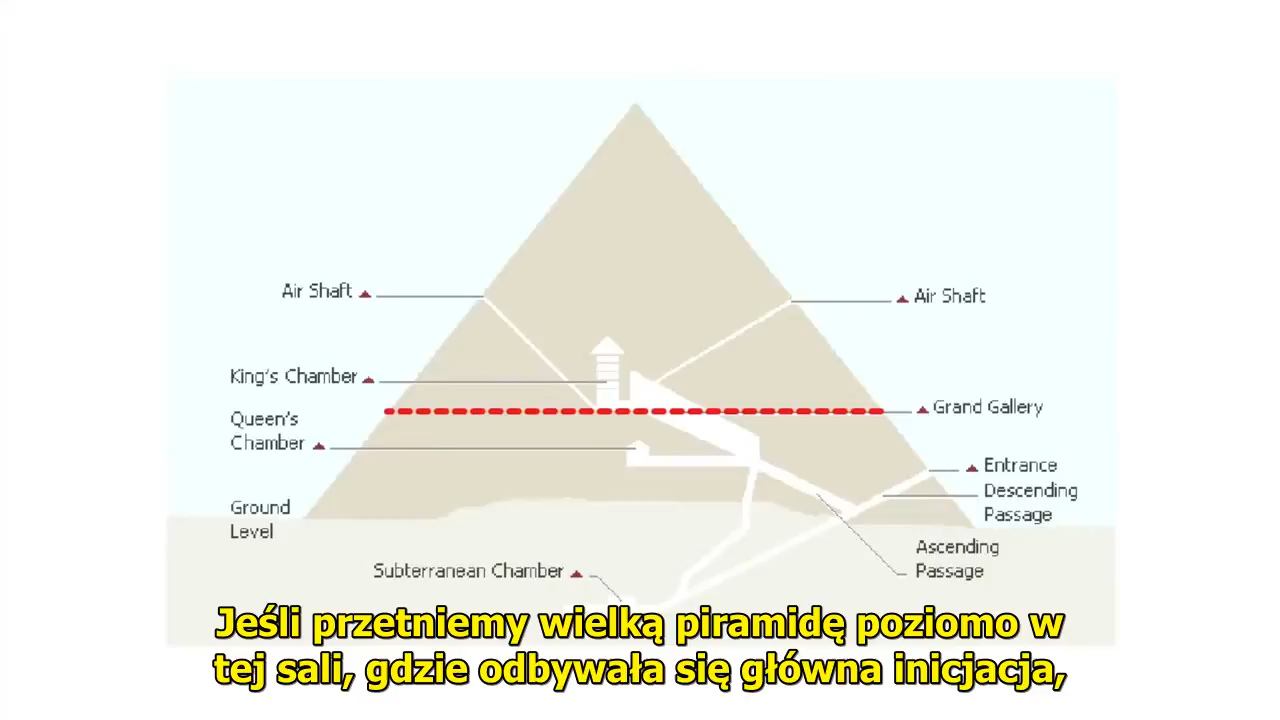 Air Shaft
Air Shaft
King's Chamber
Grand Gallery
Queen's
Chamber
Entrance
Descending
Passage
Ground
Level
Ascending
Passage
Subterranean Chamber
Jeśli przetniemy wielką piramidę poziomo w
tej sali, gdzie odbywała się główna inicjacja,